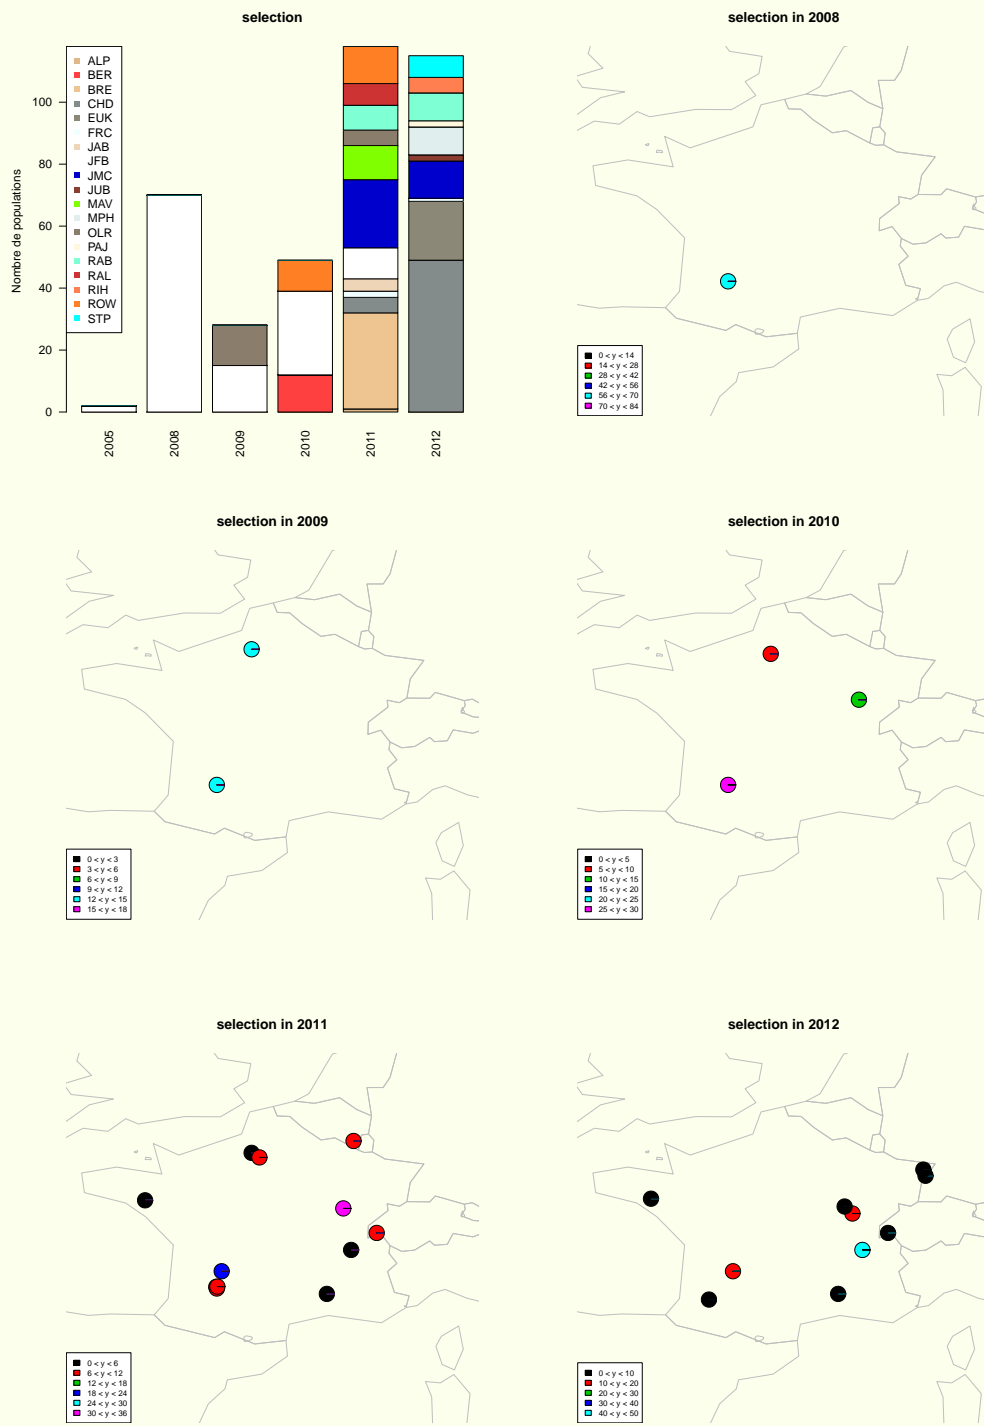 selection
Nombre de populations
0
20
40
60
80
100
ALP
BER
BRE
CHD
EUK
FRC
JAB
JFB
JMC
JUB
MAV
MPH
OLR
PAJ
RAB
RAL
RIH
ROW
STP
2005
2008
2009
2010
2011
2012
selection in 2008
0 < y < 14
14 < y < 28
28 < y < 42
42 < y < 56
56 < y < 70
70 < y < 84
selection in 2009
0 < y < 3
3 < y < 6
6 < y < 9
9 < y < 12
12 < y < 15
15 < y < 18
selection in 2010
0 < y < 5
5 < y < 10
10 < y < 15
15 < y < 20
20 < y < 25
25 < y < 30
selection in 2011
0 < y < 6
6 < y < 12
12 < y < 18
18 < y < 24
24 < y < 30
30 < y < 36
selection in 2012
0 < y < 10
10 < y < 20
20 < y < 30
30 < y < 40
40 < y < 50